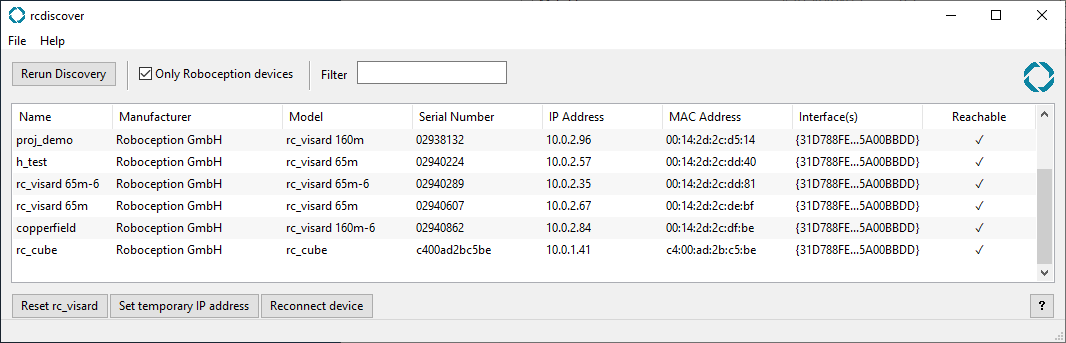 rcdiscover
File Help
Rerun Discovery Only Roboception devices Filter
Name Manufacturer Model Serial Number IP Address MAC Address Interface(s) Reachable
proj_demo Roboception GmbH rc_visard 160m 02938132 10.0.2.96 00:14:2d:2c:d5:14 {31D788FE...5A00BBDD} ✓
h_test Roboception GmbH rc_visard 65m 02940224 10.0.2.57 00:14:2d:2c:dd:40 {31D788FE...5A00BBDD} ✓
rc_visard 65m-6 Roboception GmbH rc_visard 65m-6 02940289 10.0.2.35 00:14:2d:2c:dd:81 {31D788FE...5A00BBDD} ✓
rc_visard 65m Roboception GmbH rc_visard 65m 02940607 10.0.2.67 00:14:2d:2c:de:bf {31D788FE...5A00BBDD} ✓
copperfield Roboception GmbH rc_visard 160m-6 02940862 10.0.2.84 00:14:2d:2c:df:be {31D788FE...5A00BBDD} ✓
rc_cube Roboception GmbH rc_cube c400ad2bc5be 10.0.1.41 c4:00:ad:2b:c5:be {31D788FE...5A00BBDD} ✓
Reset rc_visard Set temporary IP address Reconnect device ?